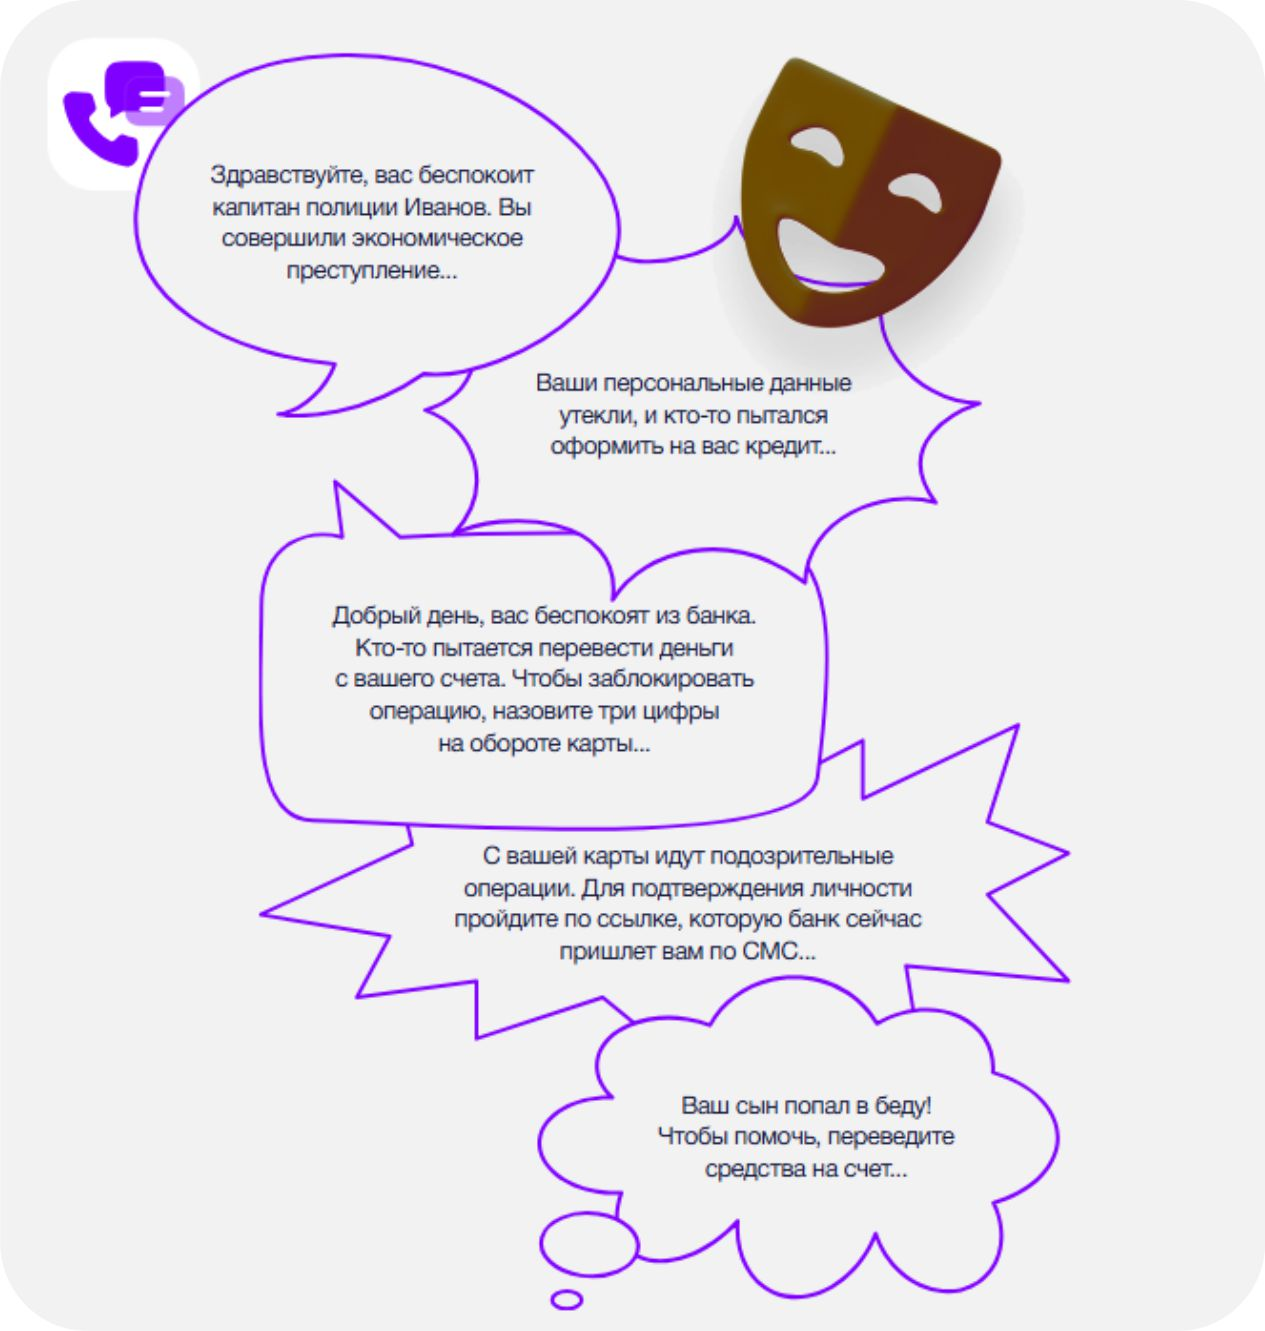 Здравствуйте, вас беспокоит
капитан полиции Иванов. Вы
совершили экономическое
преступление...
Ваши персональные данные
утекли, и кто-то пытался
оформить на вас кредит...
Добрый день, вас беспокоят из банка.
Кто-то пытается перевести деньги
с вашего счета. Чтобы заблокировать
операцию, назовите три цифры
на обороте карты...
С вашей карты идут подозрительные
операции. Для подтверждения личности
пройдите по ссылке, которую банк сейчас
пришлет вам по СМС...
Ваш сын попал в беду!
Чтобы помочь, переведите
средства на счет...